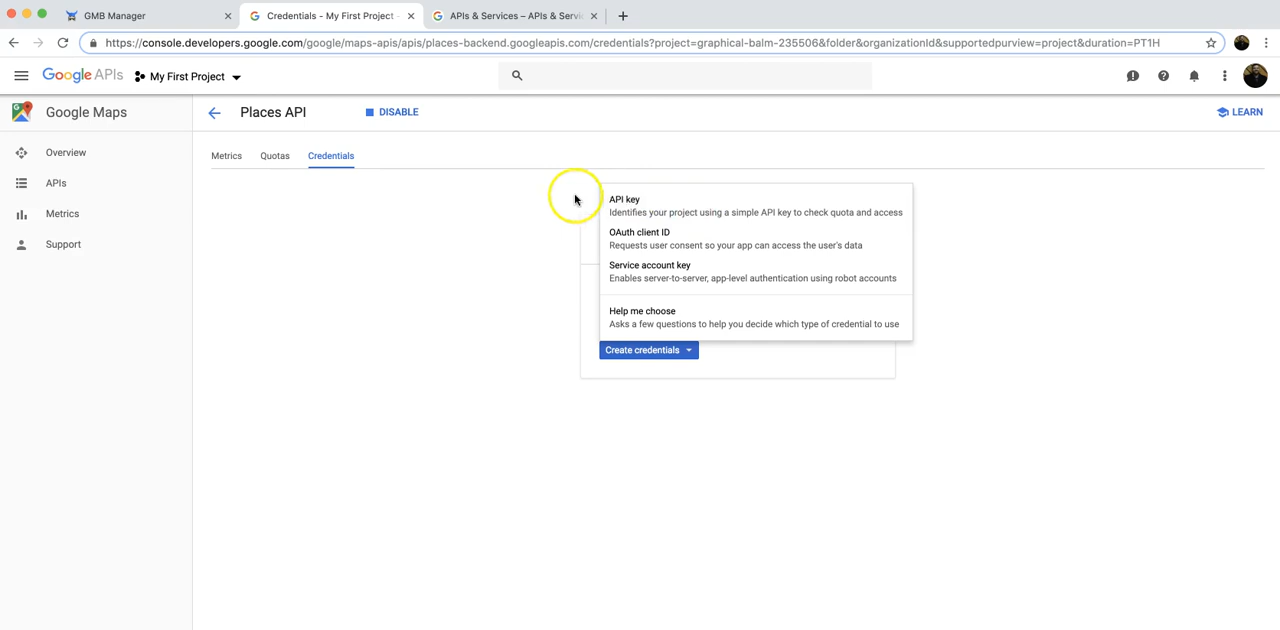 GMB Manager
Credentials - My First Project -
APIs & Services – APIs & Servic
https://console.developers.google.com/google/maps-apis/apis/places-backend.googleapis.com/credentials?project=graphical-balm-235506&folder&organizationId&supportedpurview=project&duration=PT1H
Google APIs
My First Project
Google Maps
Places API
DISABLE
LEARN
Overview
APIs
Metrics
Support
Metrics
Quotas
Credentials
API key
Identifies your project using a simple API key to check quota and access
OAuth client ID
Requests user consent so your app can access the user's data
Service account key
Enables server-to-server, app-level authentication using robot accounts
Help me choose
Asks a few questions to help you decide which type of credential to use
Create credentials